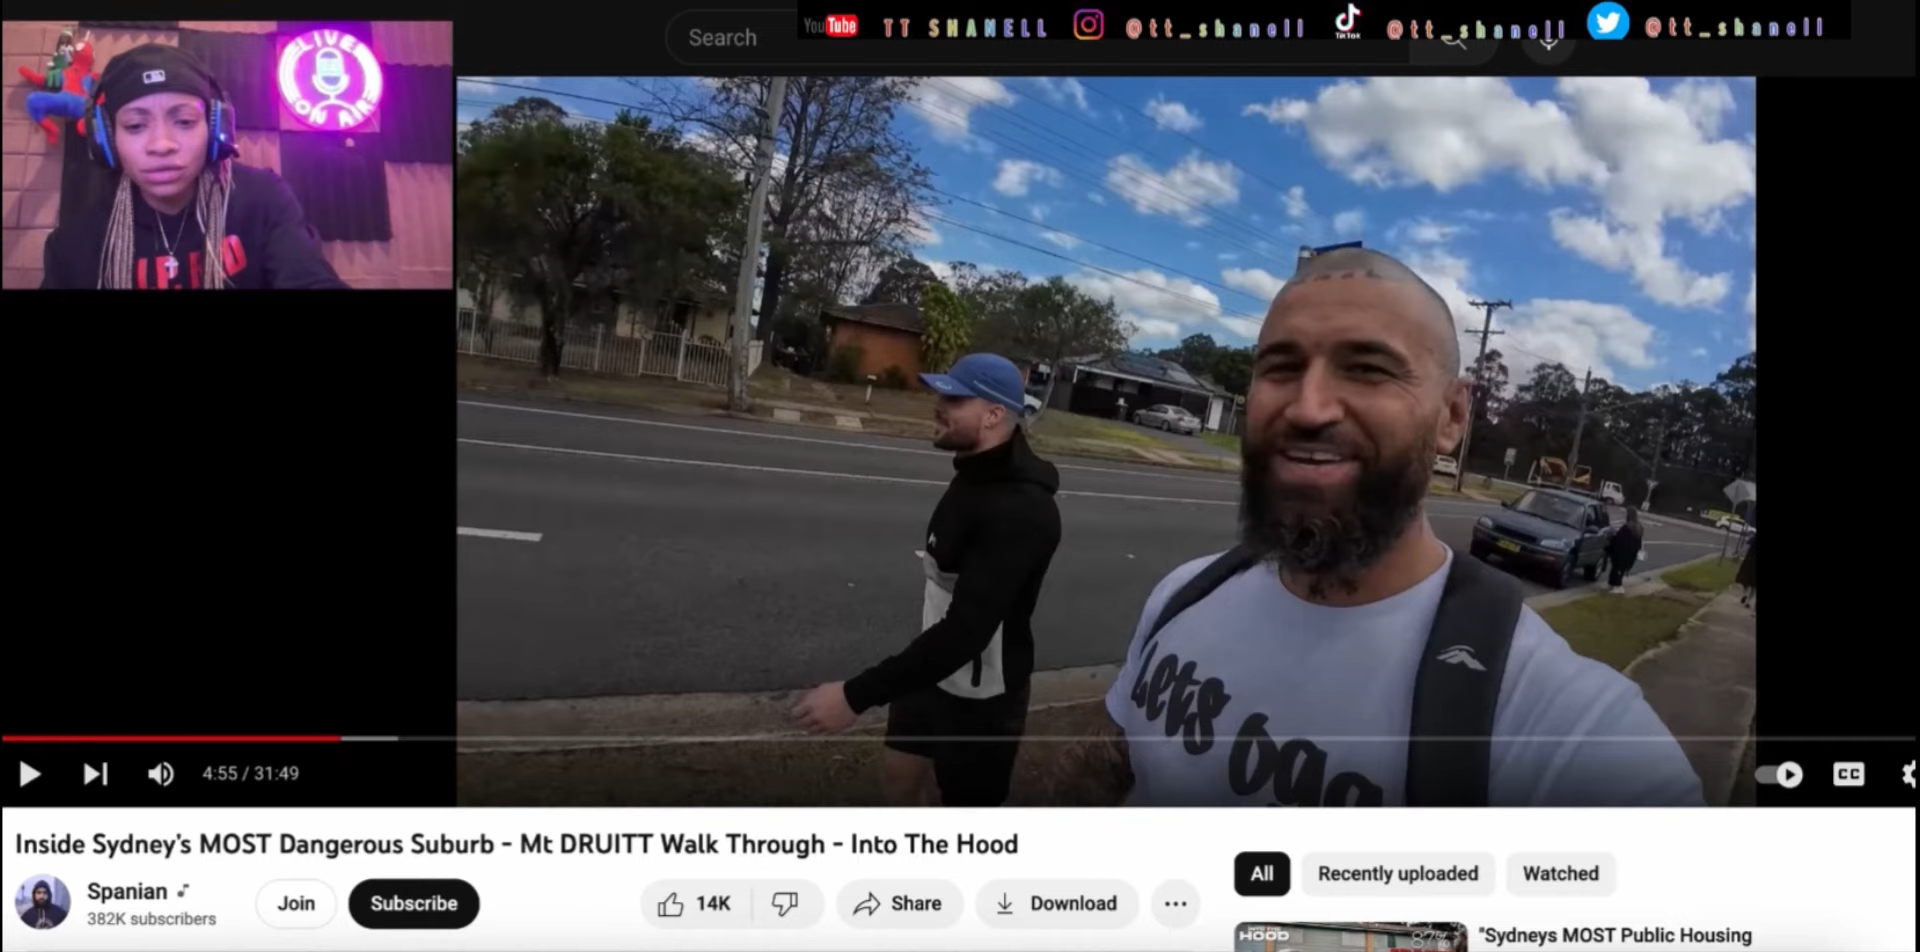 Search
YouTube TT SHANELL @tt_shanell TikTok @tt_shanell @tt_shanell
LIVE
ON AIR
Lets
4:55 / 31:49
CC
Inside Sydney's MOST Dangerous Suburb - Mt DRUITT Walk Through - Into The Hood
Spanian
382K subscribers
Join
Subscribe
14K
Share
Download
All
Recently uploaded
Watched
HOOD
"Sydneys MOST Public Housing